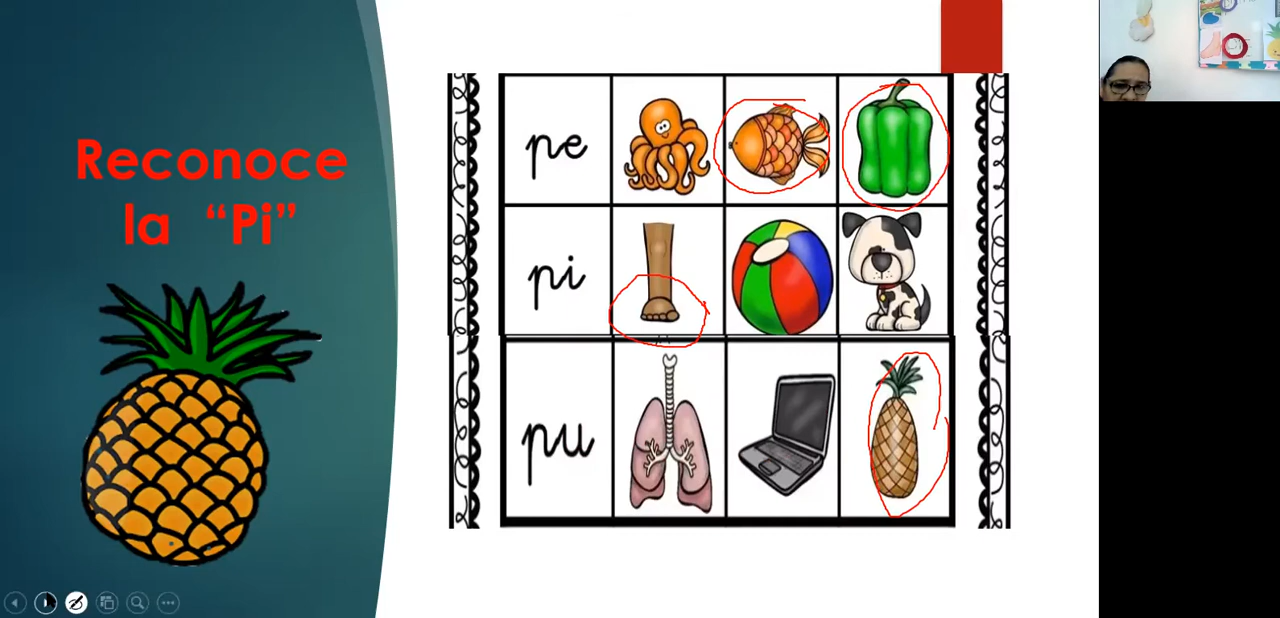 Reconoce
la “Pi”
pe
pi
pu